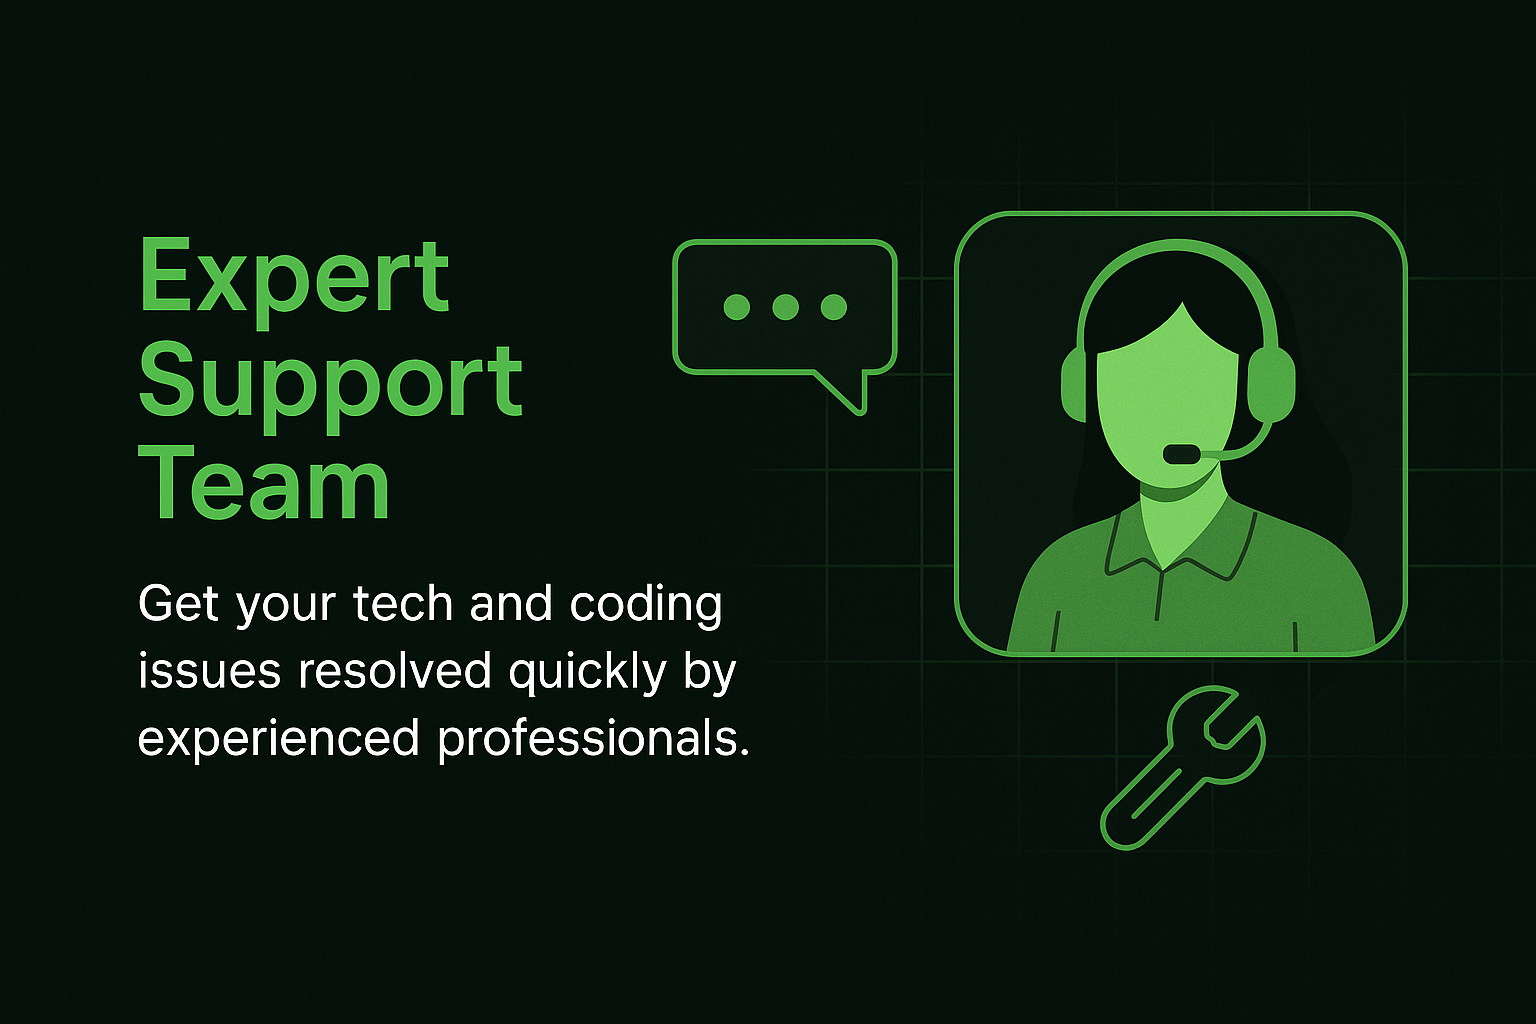 Expert
Support
Team
Get your tech and coding
issues resolved quickly by
experienced professionals.